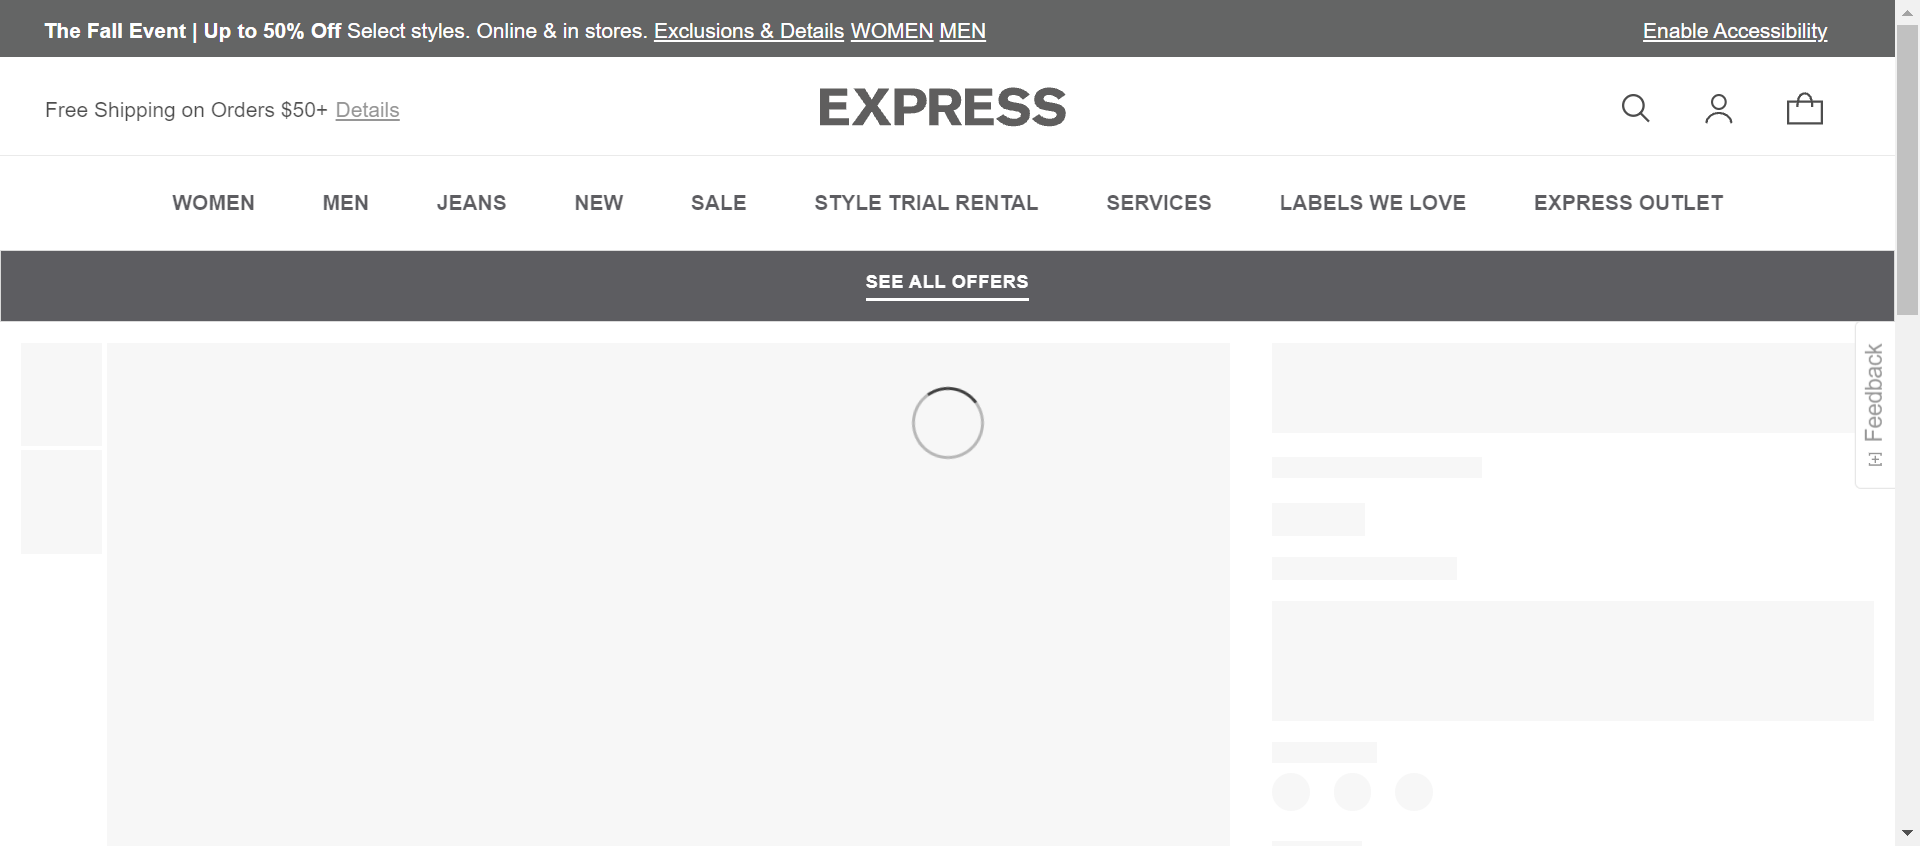 The Fall Event | Up to 50% Off Select styles. Online & in stores. Exclusions & Details WOMEN MEN
Enable Accessibility
Free Shipping on Orders $50+ Details
EXPRESS
WOMEN MEN JEANS NEW SALE STYLE TRIAL RENTAL SERVICES LABELS WE LOVE EXPRESS OUTLET
SEE ALL OFFERS
[+] Feedback